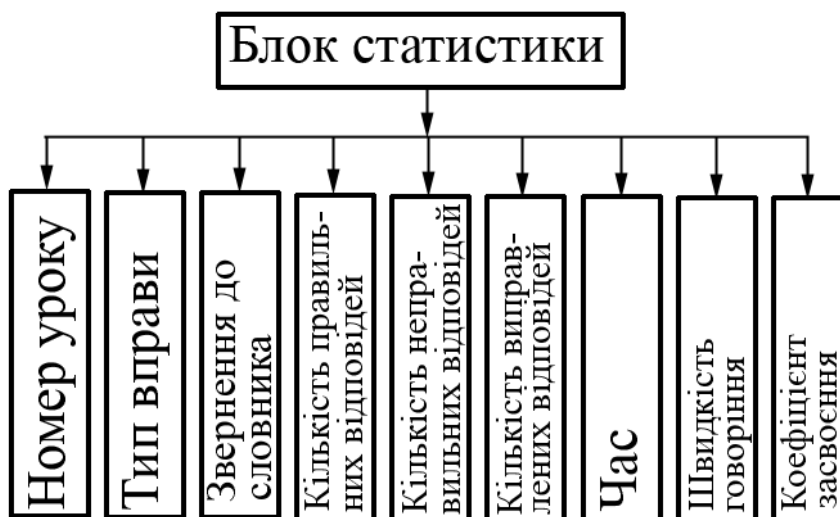 Блок статистики
Номер уроку
Тип вправи
Звернення до
словника
Кількість правиль-
них відповідей
Кількість непра-
вильних відповідей
Кількість виправ-
лених відповідей
Час
Швидкість
говоріння
Коефіцієнт
засвоєння